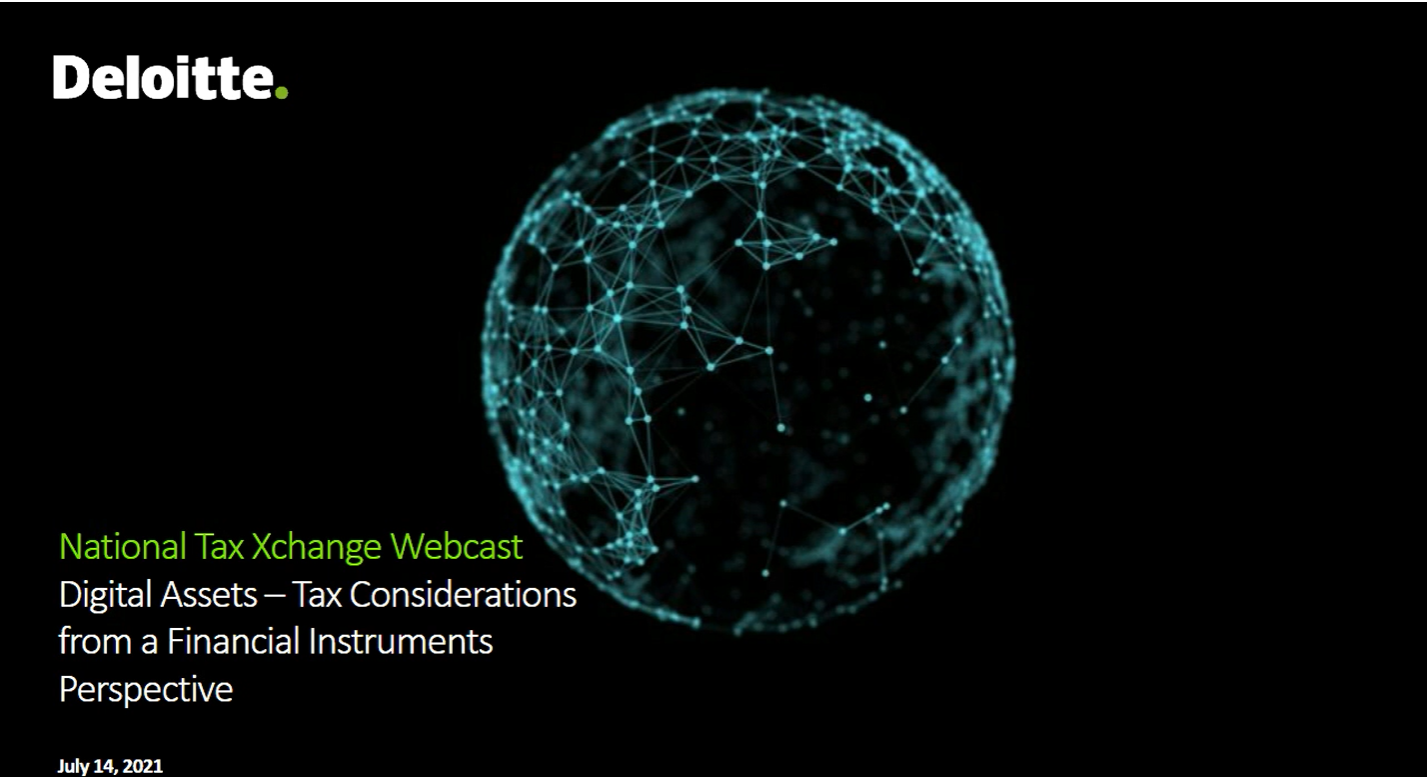 Deloitte.
National Tax Xchange Webcast
Digital Assets – Tax Considerations
from a Financial Instruments
Perspective
July 14, 2021